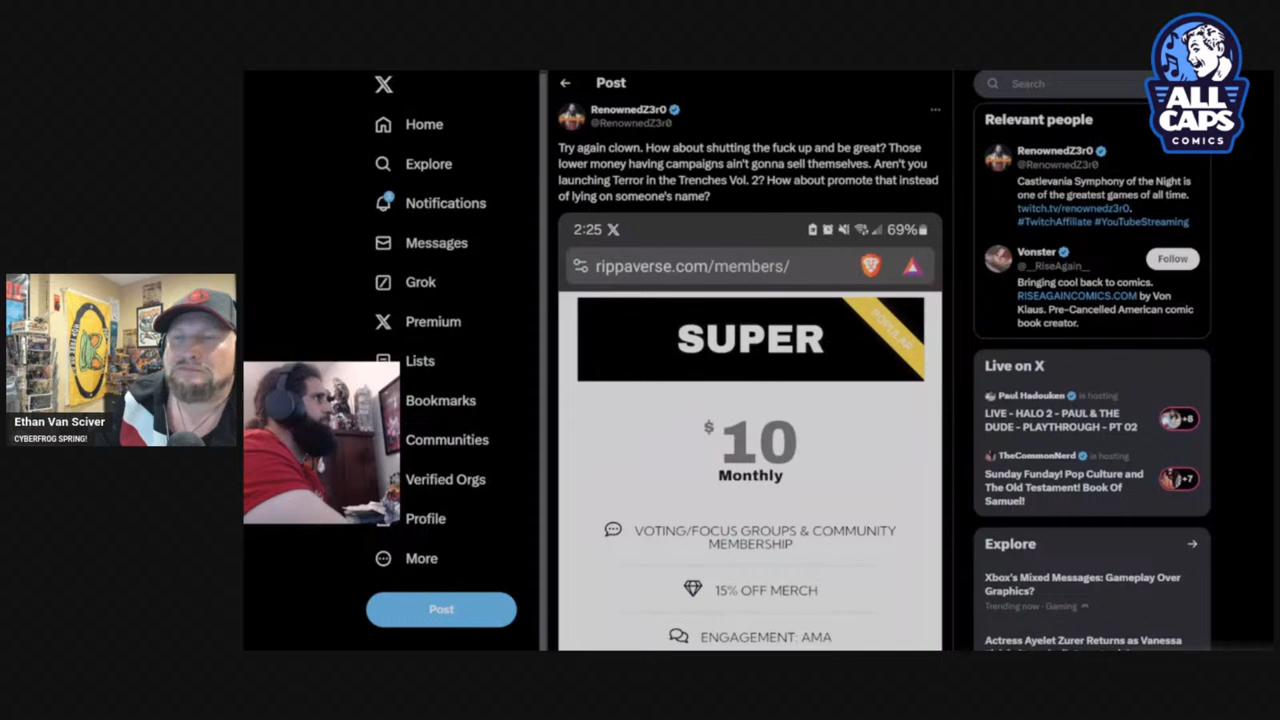 ALL
CAPS
COMICS
Home
Explore
Notifications
Messages
Grok
Premium
Lists
Bookmarks
Communities
Verified Orgs
Profile
More
Post
Ethan Van Sciver
CYBERFROG SPRING!
Post
RenownedZ3r0
@RenownedZ3r0
Try again clown. How about shutting the fuck up and be great? Those
lower money having campaigns ain't gonna sell themselves. Aren't you
launching Terror in the Trenches Vol. 2? How about promote that instead
of lying on someone's name?
2:25 X 69%
rippaverse.com/members/
SUPER
POPULAR
$10
Monthly
VOTING/FOCUS GROUPS & COMMUNITY
MEMBERSHIP
15% OFF MERCH
ENGAGEMENT: AMA
Search
Relevant people
RenownedZ3r0
@RenownedZ3r0
Castlevania Symphony of the Night is
one of the greatest games of all time.
twitch.tv/renownedz3r0.
#TwitchAffiliate #YouTubeStreaming
Vonster
@__RiseAgain__
Follow
Bringing cool back to comics.
RISEAGAINCOMICS.COM by Von
Klaus. Pre-Cancelled American comic
book creator.
Live on X
Paul Hadouken is hosting
LIVE - HALO 2 - PAUL & THE
DUDE - PLAYTHROUGH - PT 02
+8
TheCommonNerd is hosting
Sunday Funday! Pop Culture and
The Old Testament! Book Of
Samuel!
+7
Explore
Xbox's Mixed Messages: Gameplay Over
Graphics?
Trending now · Gaming
Actress Ayelet Zurer Returns as Vanessa